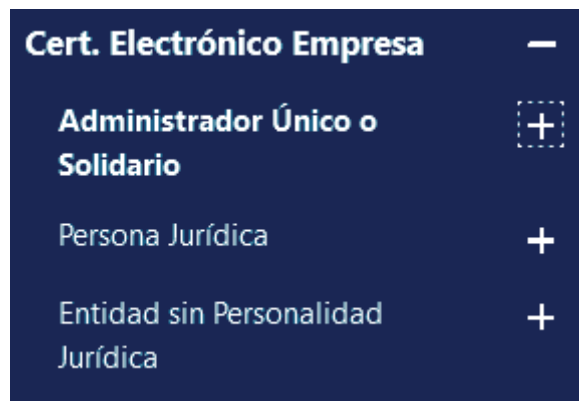 Cert. Electrónico Empresa
Administrador Único o
Solidario
Persona Jurídica
Entidad sin Personalidad
Jurídica